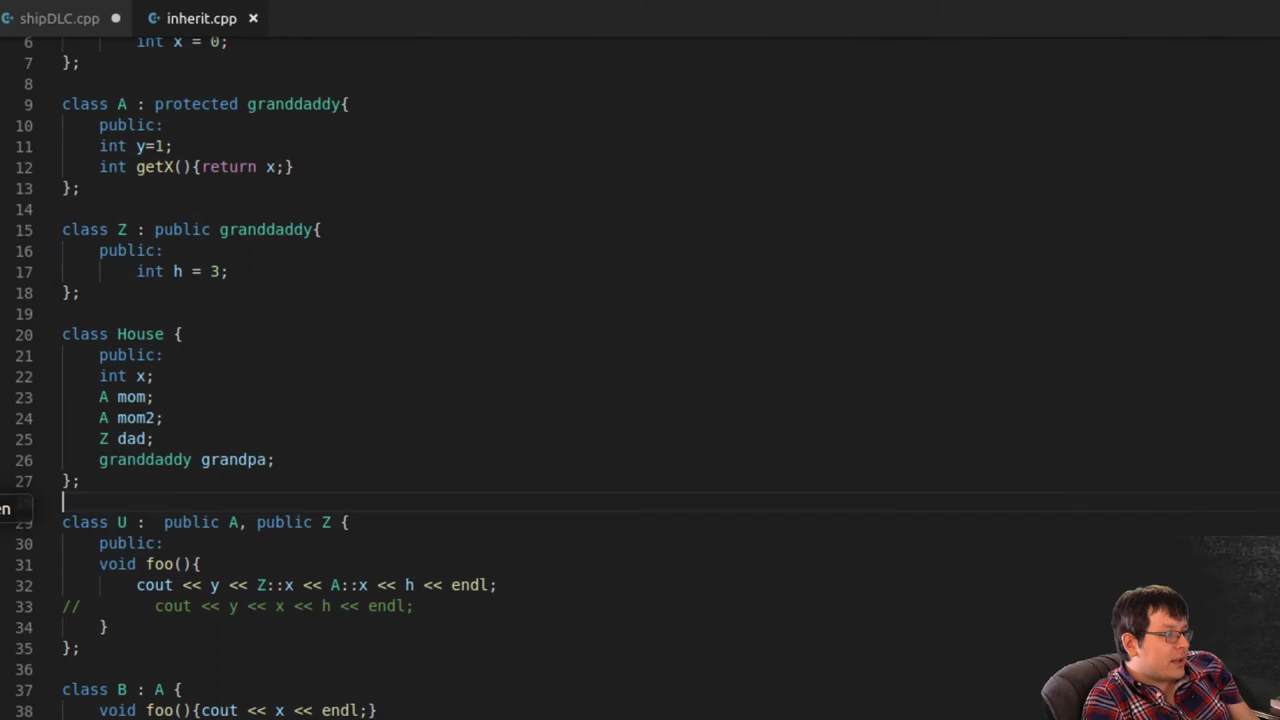 shipDLC.cpp
inherit.cpp
6 int x = 0;
7 };
8
9 class A : protected granddaddy{
10 public:
11 int y=1;
12 int getX(){return x;}
13 };
14
15 class Z : public granddaddy{
16 public:
17 int h = 3;
18 };
19
20 class House {
21 public:
22 int x;
23 A mom;
24 A mom2;
25 Z dad;
26 granddaddy grandpa;
27 };
en
29 class U :  public A, public Z {
30 public:
31 void foo(){
32 cout << y << Z::x << A::x << h << endl;
33 // cout << y << x << h << endl;
34 }
35 };
36
37 class B : A {
38 void foo(){cout << x << endl;}